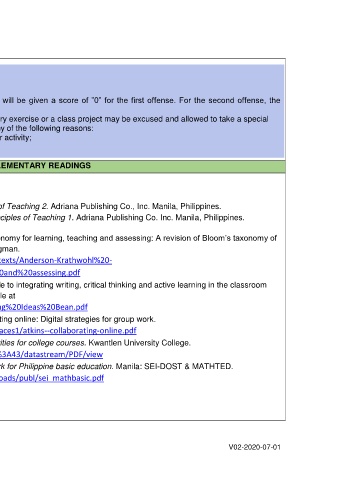 will be given a score of "0" for the first offense. For the second offense, the
ry exercise or a class project may be excused and allowed to take a special
y of the following reasons:
r activity;
LEMENTARY READINGS
of Teaching 2. Adriana Publishing Co., Inc. Manila, Philippines.
ciples of Teaching 1. Adriana Publishing Co. Inc. Manila, Philippines.
onomy for learning, teaching and assessing: A revision of Bloom's taxonomy of
gman.
texts/Anderson-Krathwohl%20-
0and%20assessing.pdf
de to integrating writing, critical thinking and active learning in the classroom
le at
ng%20Ideas%20Bean.pdf
ting online: Digital strategies for group work.
aces1/atkins--collaborating-online.pdf
ities for college courses. Kwantlen University College.
%3A43/datastream/PDF/view
rk for Philippine basic education. Manila: SEI-DOST & MATHTED.
oads/publ/sei_mathbasic.pdf
V02-2020-07-01